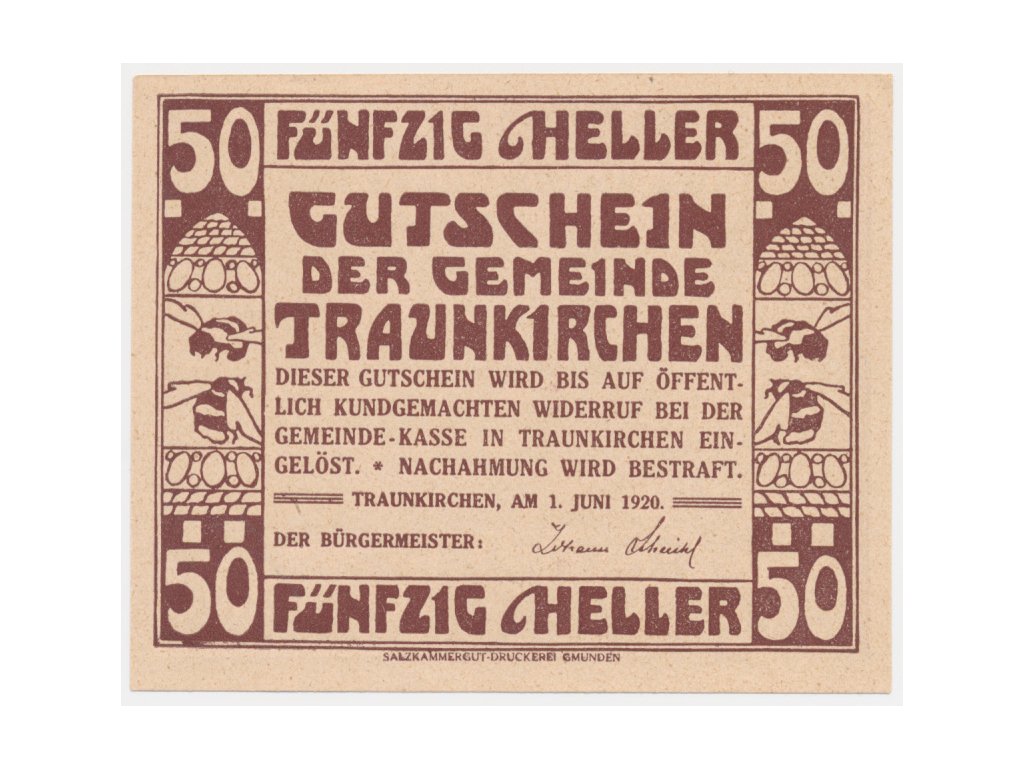 50 FÜNFZIG HELLER 50
GUTSCHEIN
DER GEMEINDE
TRAUNKIRCHEN
DIESER GUTSCHEIN WIRD BIS AUF ÖFFENT-
LICH KUNDGEMACHTEN WIDERRUF BEI DER
GEMEINDE-KASSE IN TRAUNKIRCHEN EIN-
GELÖST. * NACHAHMUNG WIRD BESTRAFT.
TRAUNKIRCHEN, AM 1. JUNI 1920.
DER BÜRGERMEISTER: Johann
50 FÜNFZIG HELLER 50
SALZKAMMERGUT-DRUCKEREI GMUNDEN